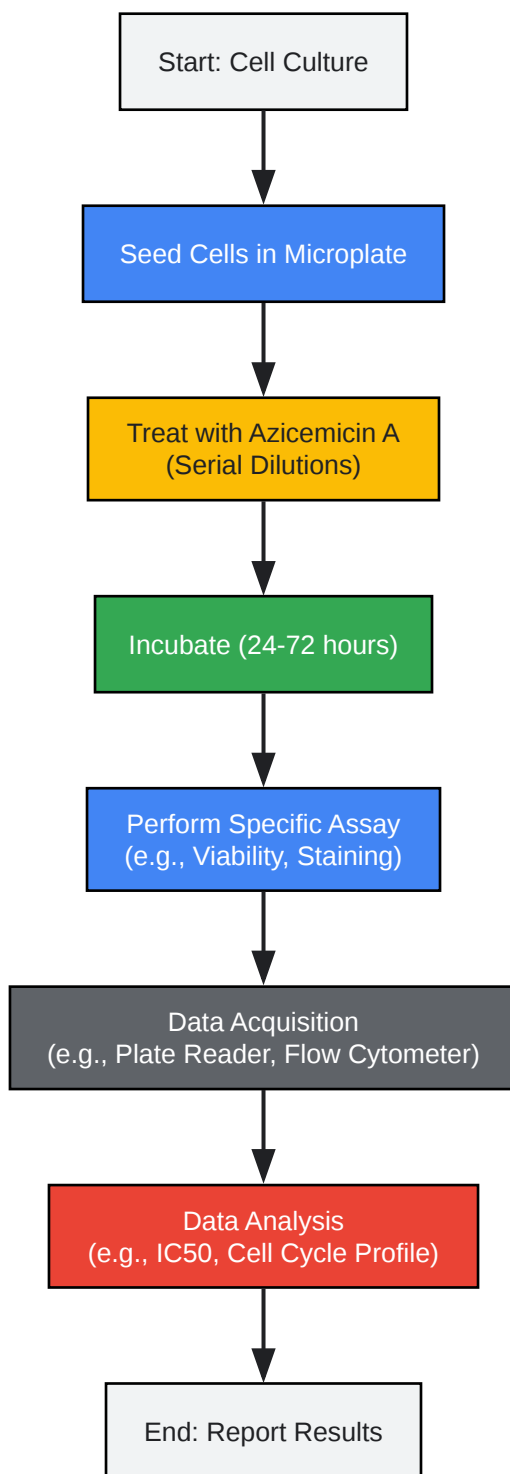 Start: Cell Culture
Seed Cells in Microplate
Treat with Azicemicin A
(Serial Dilutions)
Incubate (24-72 hours)
Perform Specific Assay
(e.g., Viability, Staining)
Data Acquisition
(e.g., Plate Reader, Flow Cytometer)
Data Analysis
(e.g., IC50, Cell Cycle Profile)
End: Report Results